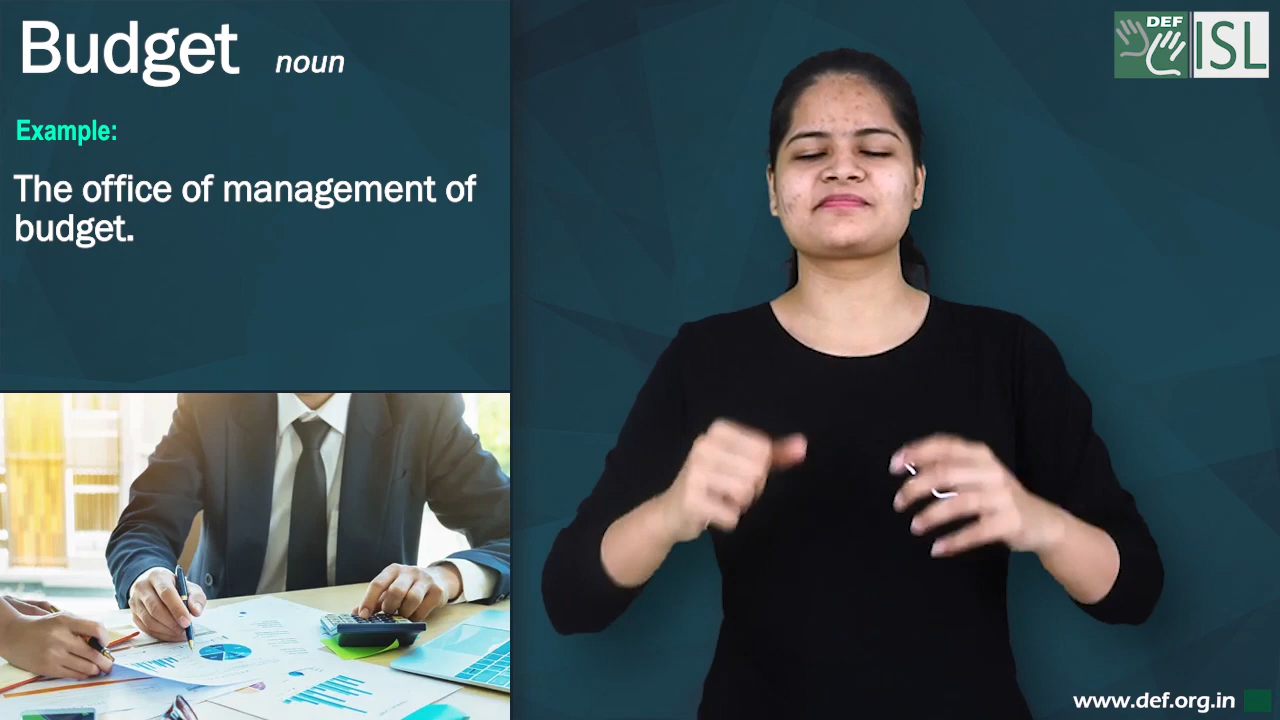 Budget noun
Example:
The office of management of
budget.
DEF
ISL
www.def.org.in